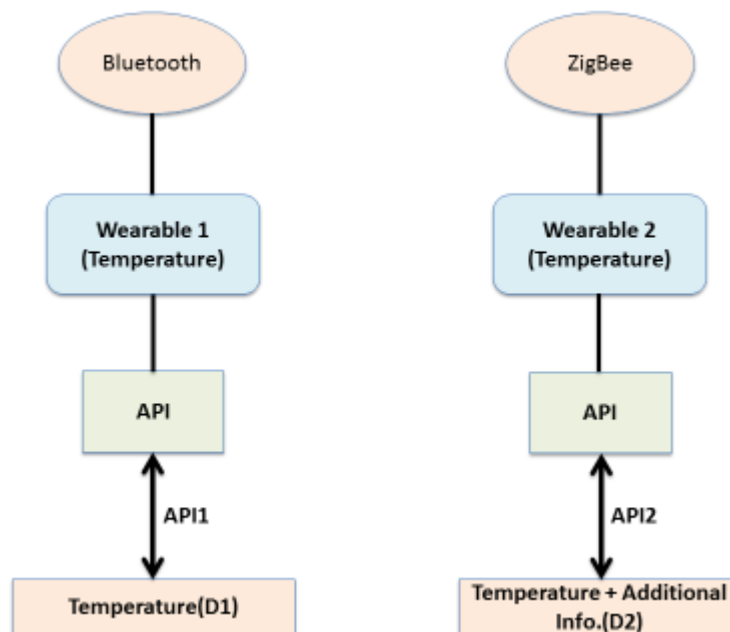 Bluetooth
ZigBee
Wearable 1
(Temperature)
Wearable 2
(Temperature)
API
API
API1
API2
Temperature(D1)
Temperature + Additional
Info.(D2)